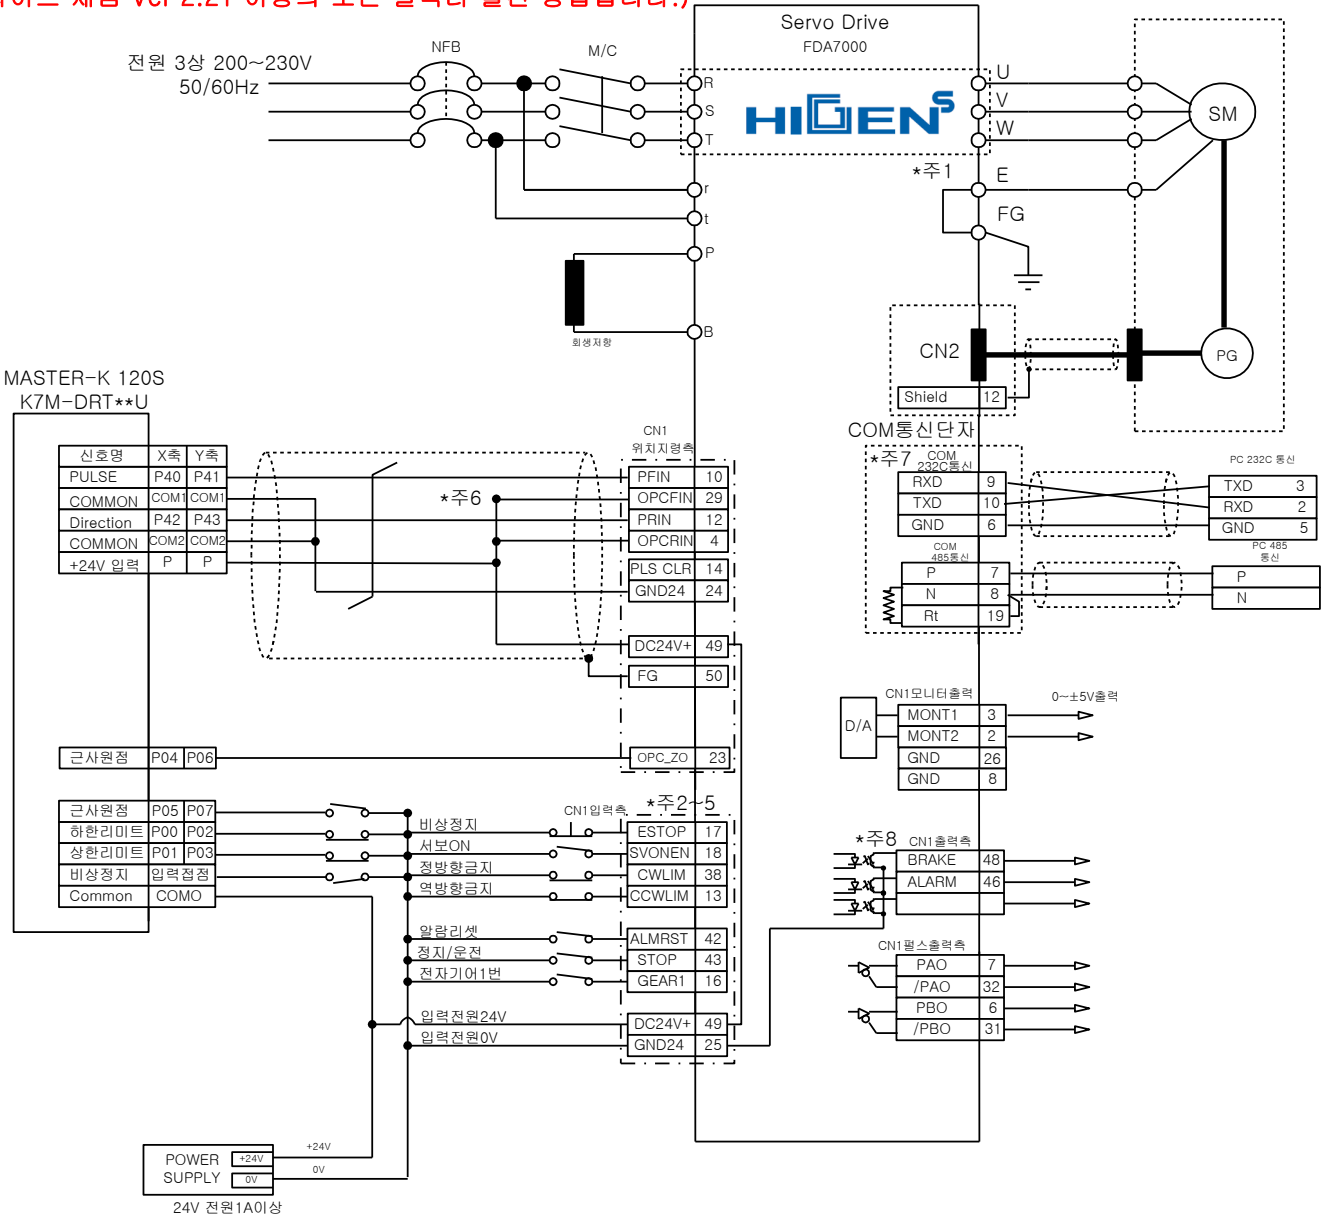 Servo Drive
FDA7000
전원 3상 200~230V
50/60Hz
NFB
M/C
R
S
T
HIGEN S
U
V
W
SM
*주1
E
FG
r
t
P
B
회생저항
CN2
Shield 12
PG
MASTER-K 120S
K7M-DRT**U
신호명 X축 Y축
PULSE P40 P41
COMMON COM1 COM1
Direction P42 P43
COMMON COM2 COM2
+24V 입력 P P
*주6
CN1
위치지령측
PFIN 10
OPCFIN 29
PRIN 12
OPCRIN 4
PLS CLR 14
GND24 24
DC24V+ 49
FG 50
OPC_ZO 23
COM통신단자
*주7
COM
232C통신
RXD 9
TXD 10
GND 6
PC 232C 통신
TXD 3
RXD 2
GND 5
COM
485통신
P 7
N 8
Rt 19
PC 485
통신
P
N
CN1모니터출력
0~±5V출력
D/A
MONT1 3
MONT2 2
GND 26
GND 8
근사원점 P04 P06
근사원점 P05 P07
하한리미트 P00 P02
상한리미트 P01 P03
비상정지 입력접점
Common COMO
CN1입력측
*주2~5
비상정지 ESTOP 17
서보ON SVONEN 18
정방향금지 CWLIM 38
역방향금지 CCWLIM 13
알람리셋 ALMRST 42
정지/운전 STOP 43
전자기어1번 GEAR1 16
입력전원24V DC24V+ 49
입력전원0V GND24 25
*주8
CN1출력측
BRAKE 48
ALARM 46
CN1펄스출력측
PAO 7
/PAO 32
PBO 6
/PBO 31
POWER
SUPPLY
+24V
0V
+24V
0V
24V 전원1A이상